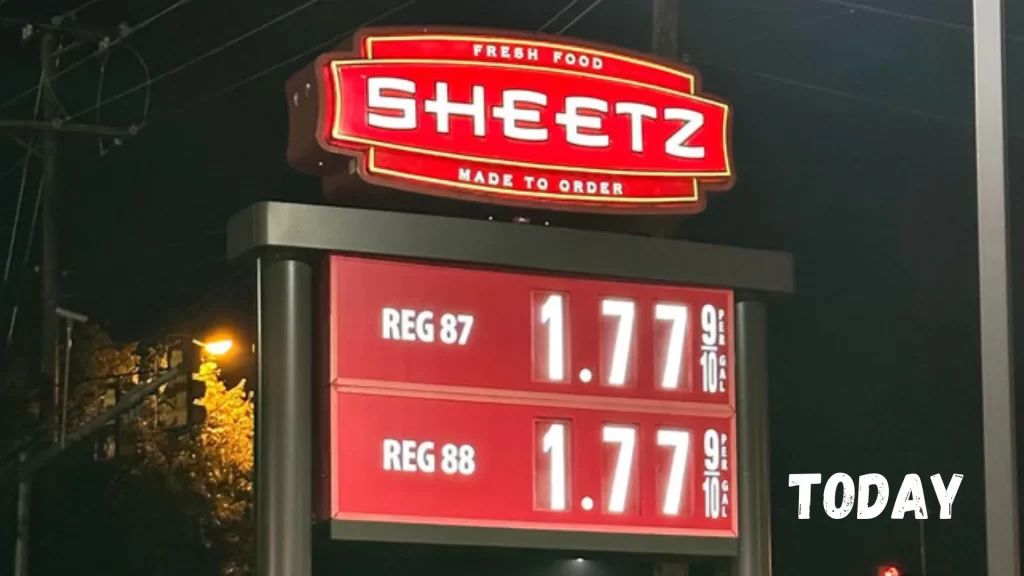 FRESH FOOD
SHEETZ
MADE TO ORDER
REG 87 1.77 9/10 PER GAL
REG 88 1.77 9/10 PER GAL
TODAY